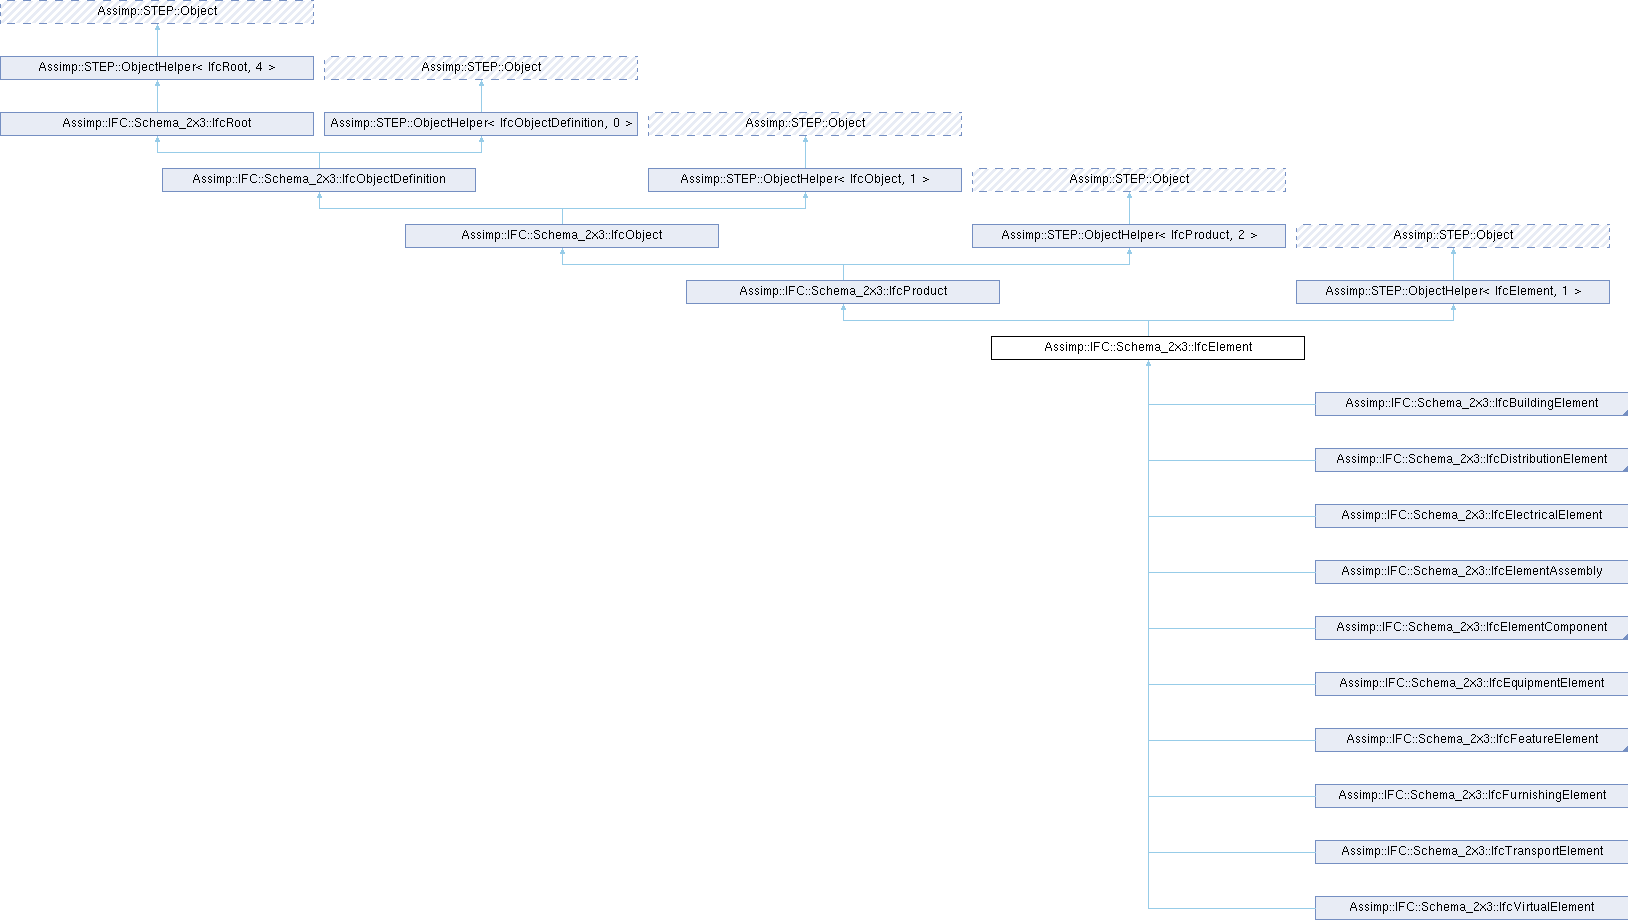 Assimp::STEP::Object
Assimp::STEP::ObjectHelper< IfcRoot, 4 >
Assimp::STEP::Object
Assimp::IFC::Schema_2x3::IfcRoot
Assimp::STEP::ObjectHelper< IfcObjectDefinition, 0 >
Assimp::STEP::Object
Assimp::IFC::Schema_2x3::IfcObjectDefinition
Assimp::STEP::ObjectHelper< IfcObject, 1 >
Assimp::STEP::Object
Assimp::IFC::Schema_2x3::IfcObject
Assimp::STEP::ObjectHelper< IfcProduct, 2 >
Assimp::STEP::Object
Assimp::IFC::Schema_2x3::IfcProduct
Assimp::STEP::ObjectHelper< IfcElement, 1 >
Assimp::IFC::Schema_2x3::IfcElement
Assimp::IFC::Schema_2x3::IfcBuildingElement
Assimp::IFC::Schema_2x3::IfcDistributionElement
Assimp::IFC::Schema_2x3::IfcElectricalElement
Assimp::IFC::Schema_2x3::IfcElementAssembly
Assimp::IFC::Schema_2x3::IfcElementComponent
Assimp::IFC::Schema_2x3::IfcEquipmentElement
Assimp::IFC::Schema_2x3::IfcFeatureElement
Assimp::IFC::Schema_2x3::IfcFurnishingElement
Assimp::IFC::Schema_2x3::IfcTransportElement
Assimp::IFC::Schema_2x3::IfcVirtualElement